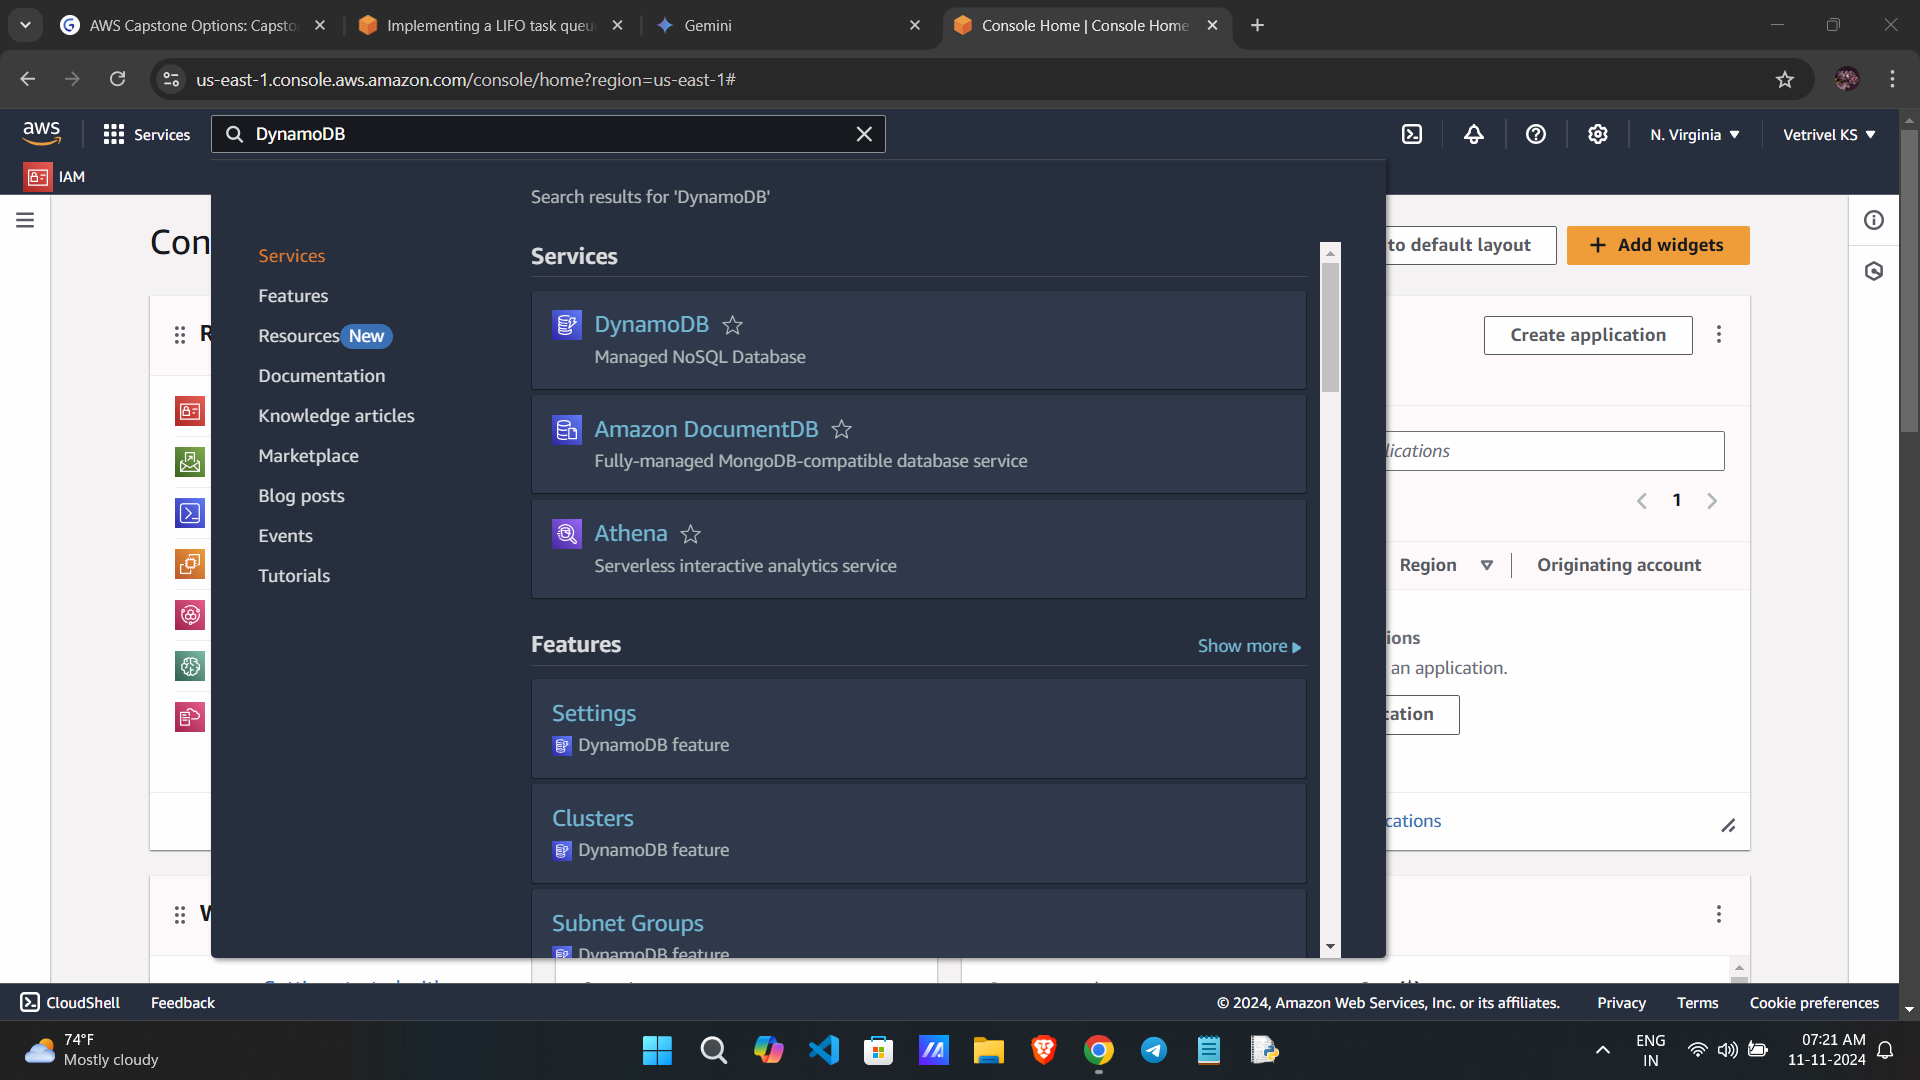 AWS Capstone Options: Capsto
Implementing a LIFO task queu
Gemini
Console Home | Console Home
us-east-1.console.aws.amazon.com/console/home?region=us-east-1#
aws
Services
DynamoDB
N. Virginia
Vetrivel KS
IAM
Search results for 'DynamoDB'
Con
to default layout
+ Add widgets
Services
Features
Resources New
Documentation
Knowledge articles
Marketplace
Blog posts
Events
Tutorials
Services
DynamoDB
Managed NoSQL Database
Amazon DocumentDB
Fully-managed MongoDB-compatible database service
Athena
Serverless interactive analytics service
Features
Show more
Settings
DynamoDB feature
Clusters
DynamoDB feature
Subnet Groups
DynamoDB feature
R
Create application
lications
1
Region
Originating account
ions
an application.
cation
cations
W
CloudShell
Feedback
© 2024, Amazon Web Services, Inc. or its affiliates.
Privacy
Terms
Cookie preferences
74°F
Mostly cloudy
ENG
IN
07:21 AM
11-11-2024